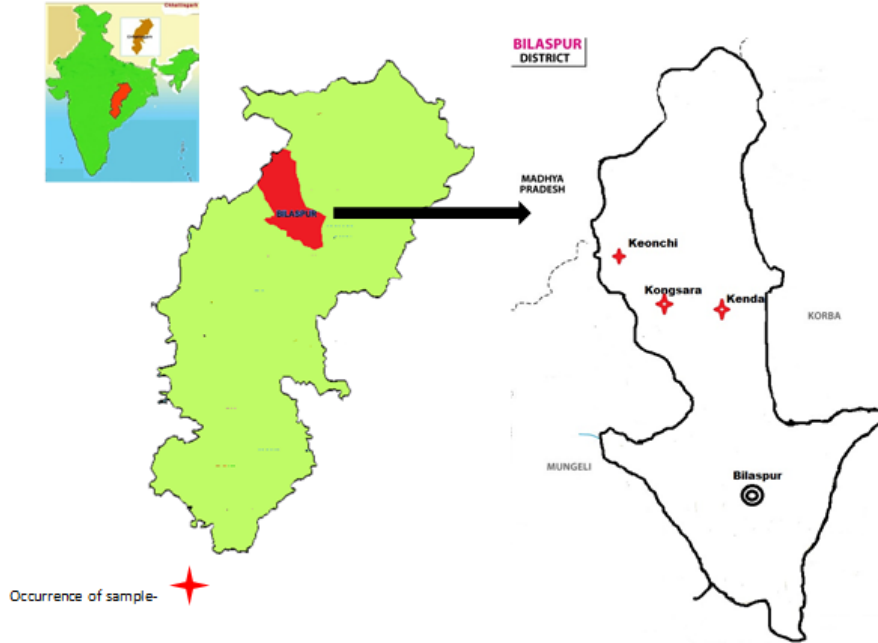 Chhattisgarh
BILASPUR
DISTRICT
MADHYA
PRADESH
BILASPUR
Keonchi
Kongsara
Kenda
KORBA
MUNGELI
Bilaspur
Occurrence of sample-